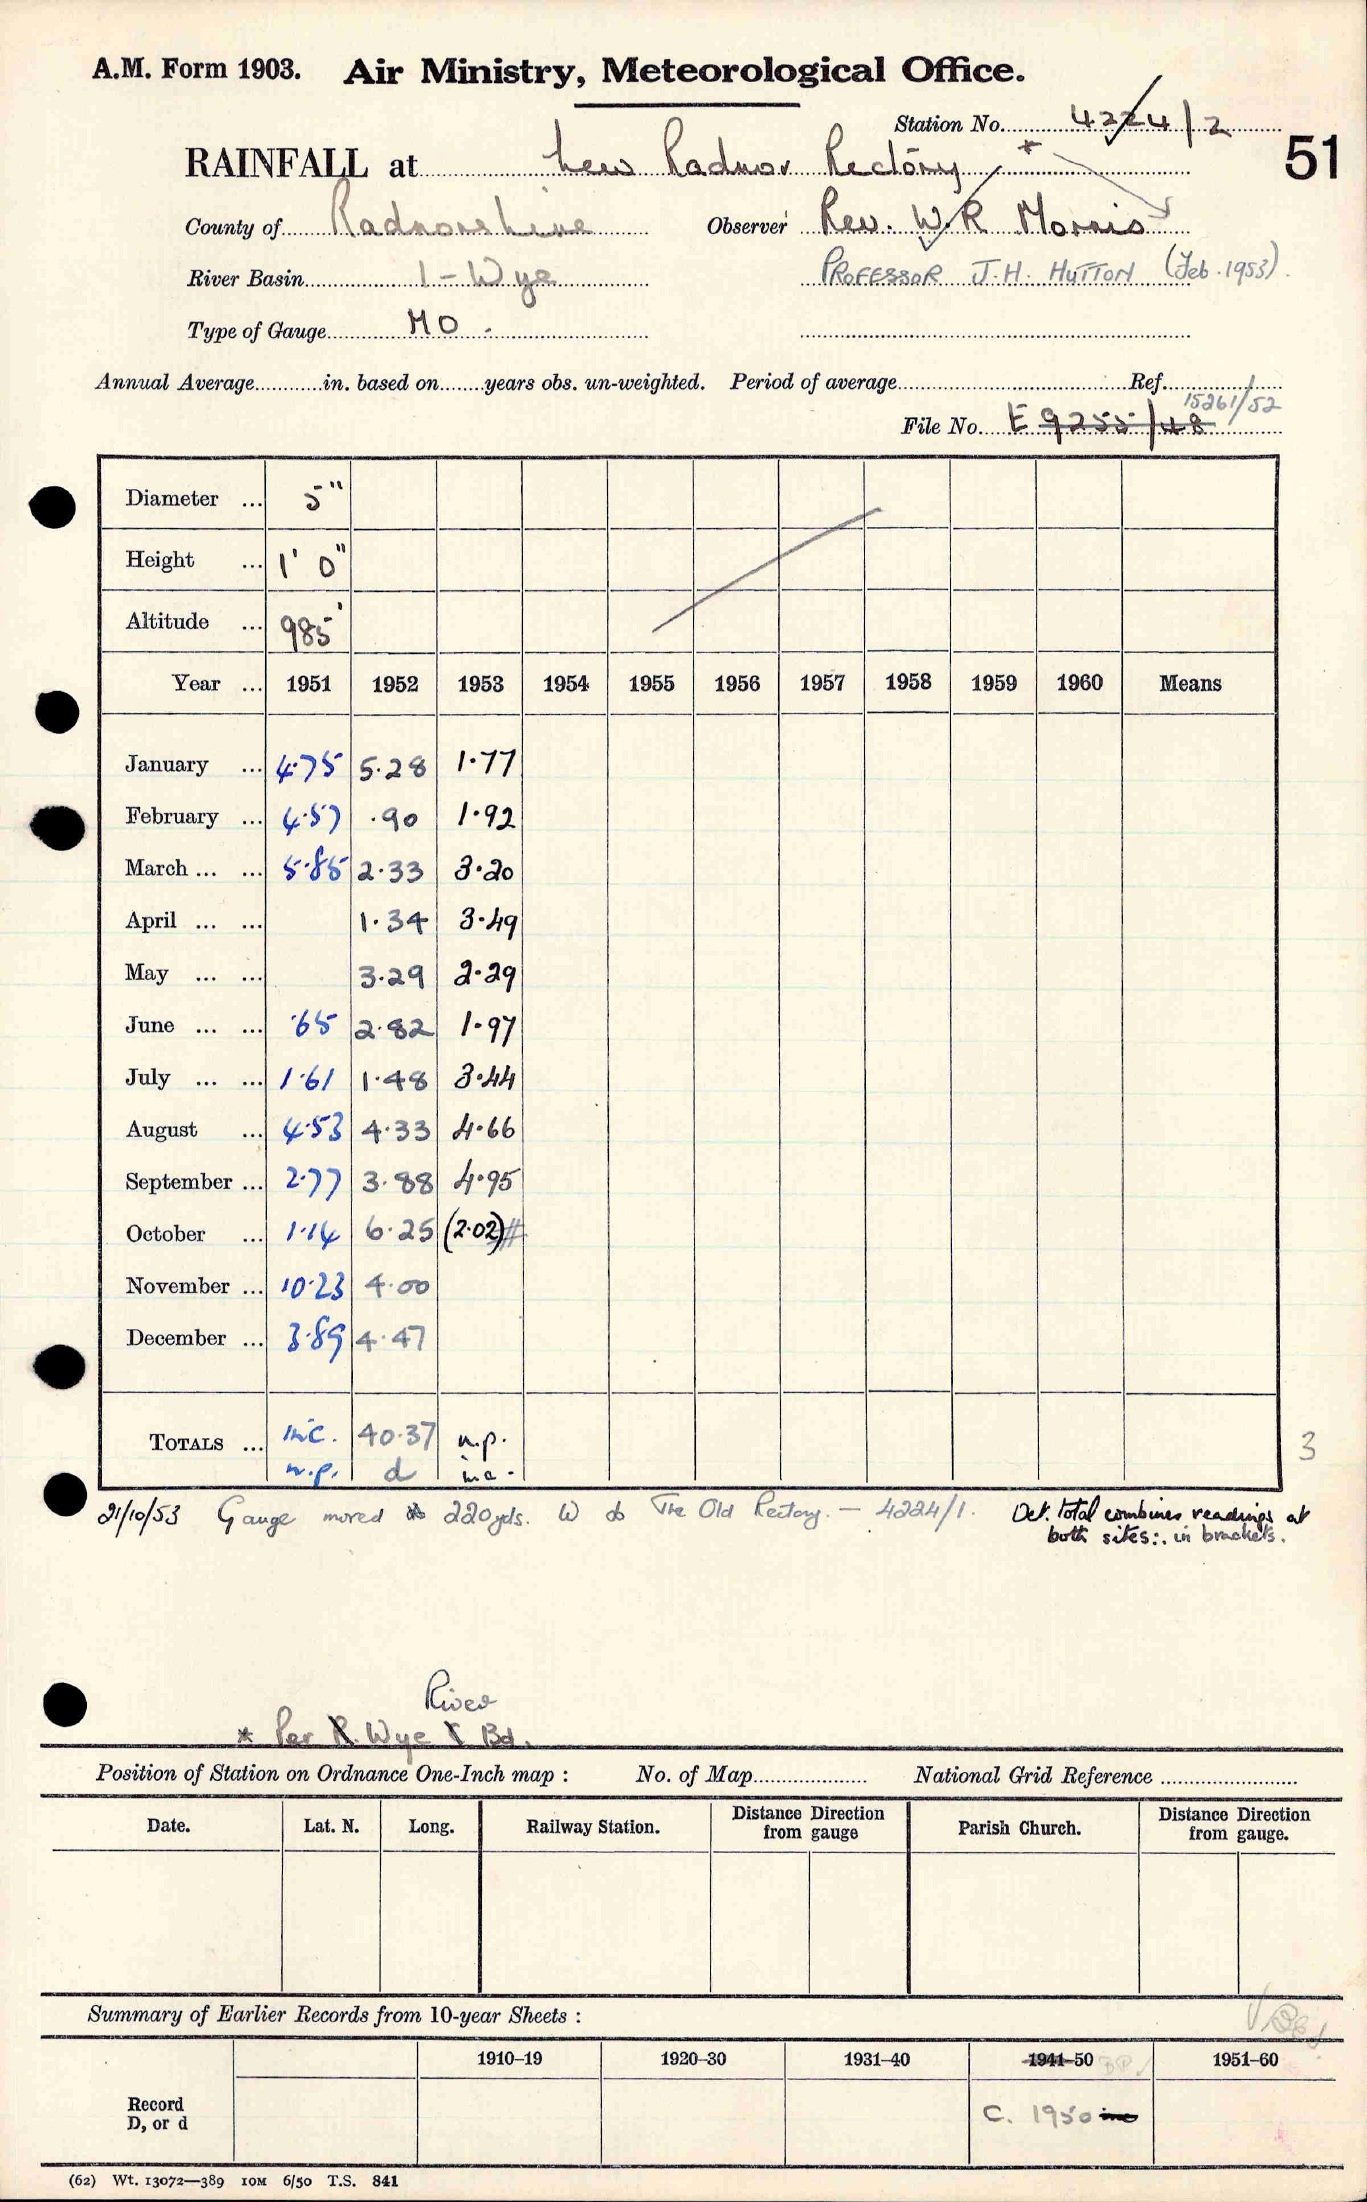 A.M. Form 1903. Air Ministry, Meteorological Office.
Station No. 4224/2
51
RAINFALL at New Radnor Rectory *
County of Radnorshire Observer Rev. W.R Morris
River Basin 1 - Wye PROFESSOR J.H. HUTTON (Feb. 1953).
Type of Gauge MO.
Annual Average in. based on years obs. un-weighted. Period of average Ref.
15261/52
File No. E 9255/48
Diameter ... 5"
Height ... 1' 0"
Altitude ... 985'
Year ... 1951 1952 1953 1954 1955 1956 1957 1958 1959 1960 Means
January ... 4.75 5.28 1.77
February ... 4.57 .90 1.92
March ... ... 5.85 2.33 3.20
April ... ... 1.34 3.49
May ... ... 3.29 2.29
June ... ... .65 2.82 1.97
July ... ... 1.61 1.48 3.44
August ... 4.53 4.33 4.66
September ... 2.77 3.88 4.95
October ... 1.14 6.25 (2.02)#
November ... 10.23 4.00
December ... 3.89 4.47
TOTALS ... inc. 40.37 n.p.
n.p. d inc.
3
21/10/53 Gauge moved 220yds. W to The Old Rectory. - 4224/1. Oct. total combines readings at
both sites ∴ in brackets.
River
* Per R. Wye Bd.
Position of Station on Ordnance One-Inch map : No. of Map National Grid Reference
Date. Lat. N. Long. Railway Station. Distance Direction from gauge Parish Church. Distance Direction from gauge.
Summary of Earlier Records from 10-year Sheets :
1910–19 1920–30 1931–40 1941–50 1951–60
Record
D, or d
C. 1950 inc
(62) Wt. 13072—389 10M 6/50 T.S. 841